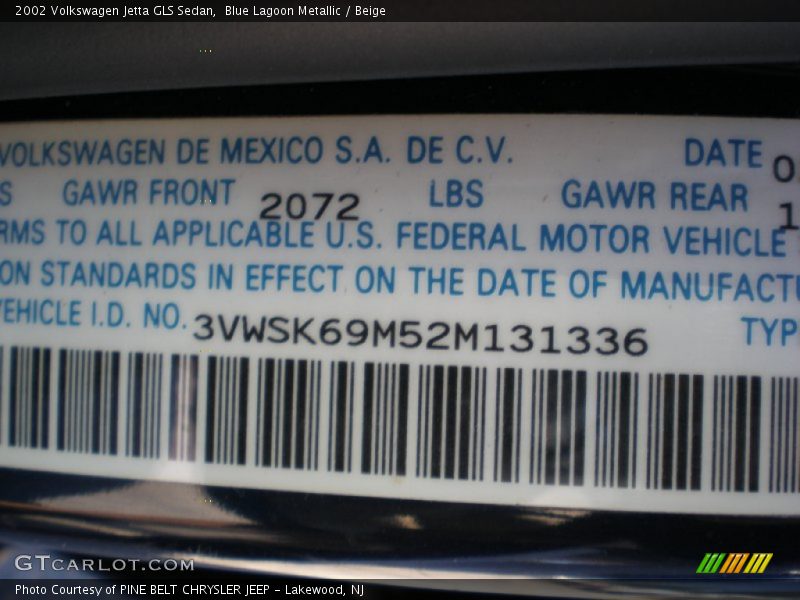 2002 Volkswagen Jetta GLS Sedan, Blue Lagoon Metallic / Beige
VOLKSWAGEN DE MEXICO S.A. DE C.V. DATE 0
S GAWR FRONT 2072 LBS GAWR REAR 1
RMS TO ALL APPLICABLE U.S. FEDERAL MOTOR VEHICLE
ON STANDARDS IN EFFECT ON THE DATE OF MANUFACTU
VEHICLE I.D. NO. 3VWSK69M52M131336 TYP
GTCARLOT.COM
Photo Courtesy of PINE BELT CHRYSLER JEEP - Lakewood, NJ